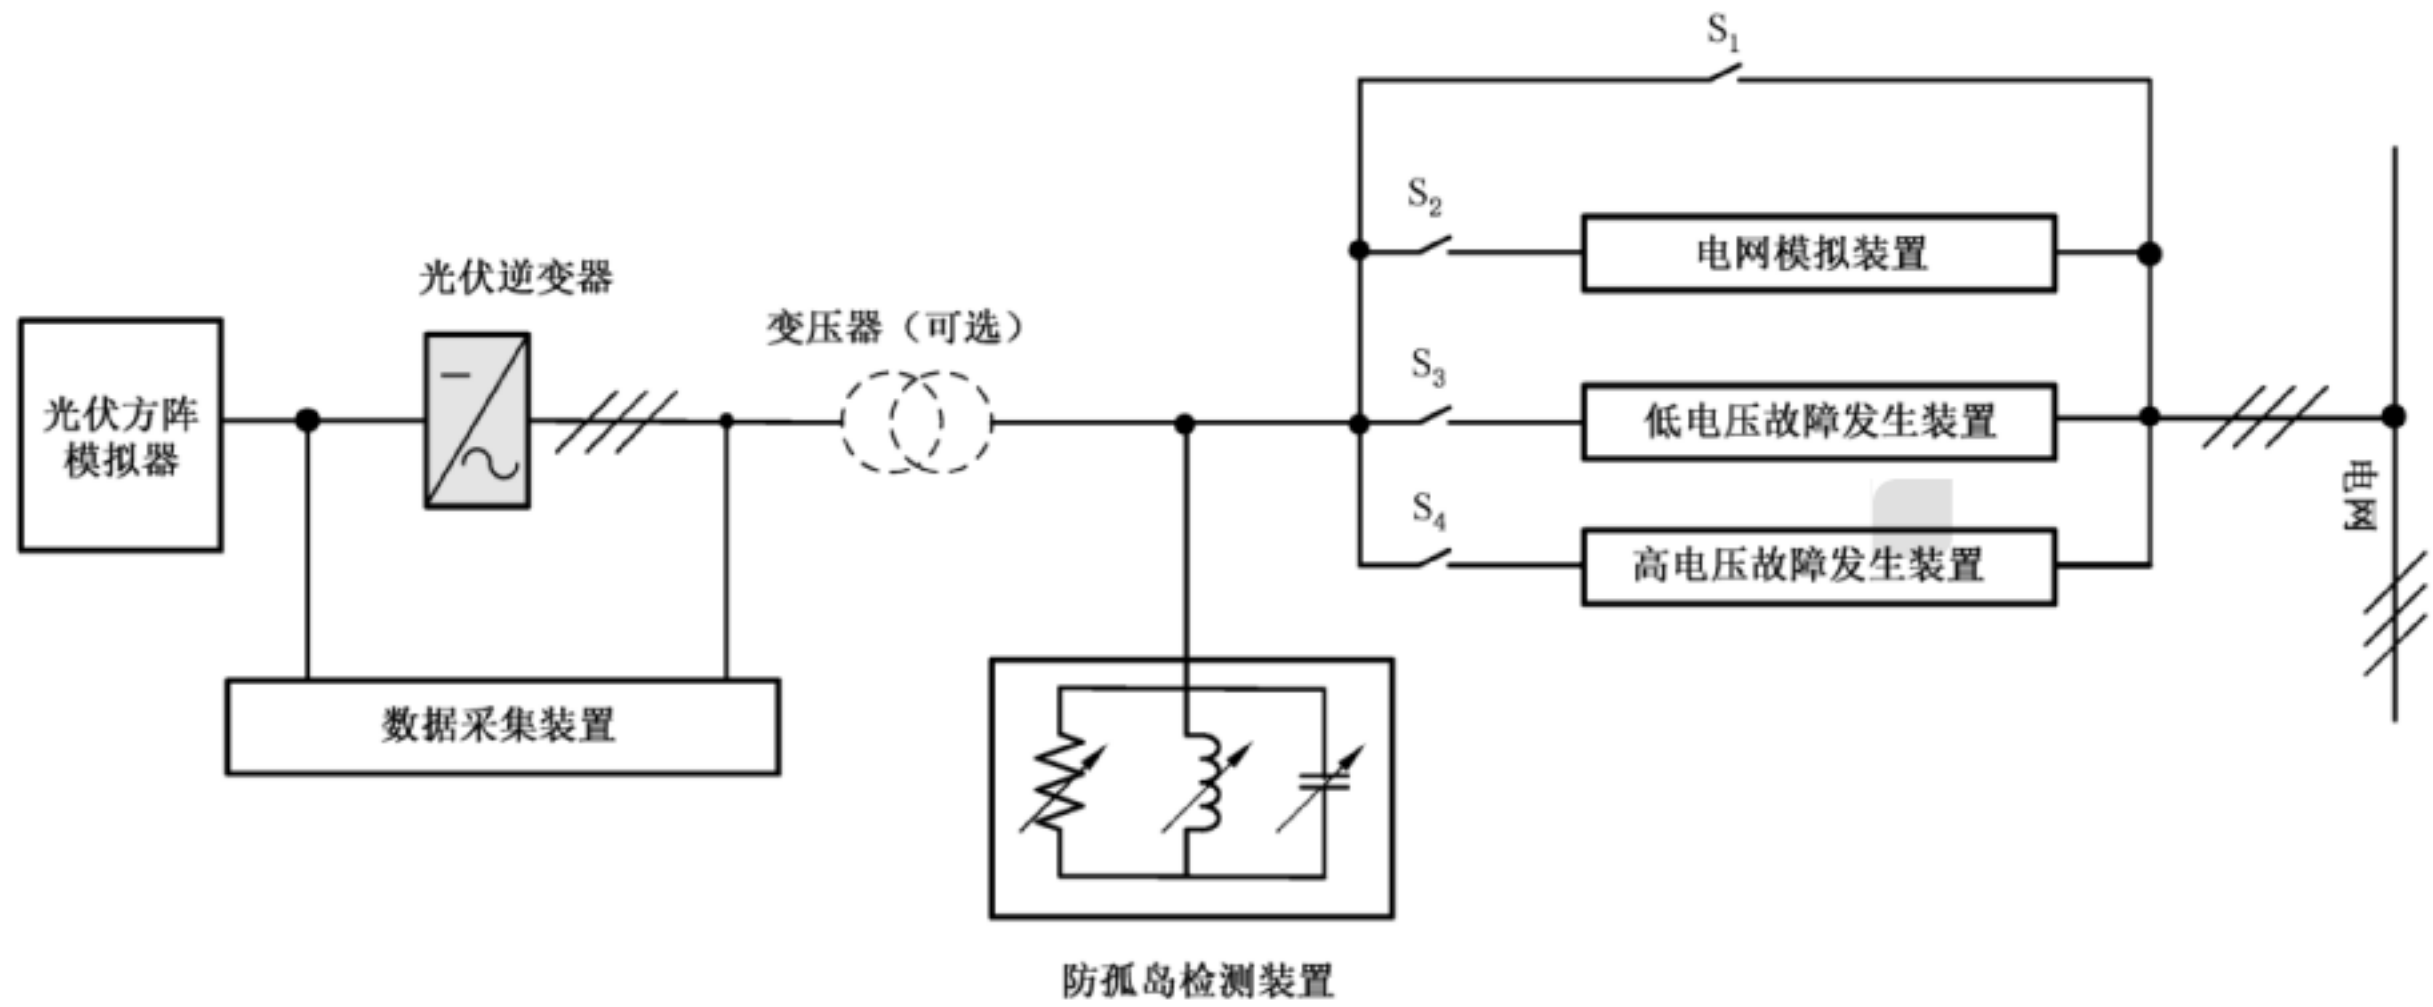 S₁
S₂
电网模拟装置
光伏逆变器
变压器（可选）
S₃
光伏方阵
模拟器
低电压故障发生装置
电网
S₄
高电压故障发生装置
数据采集装置
防孤岛检测装置